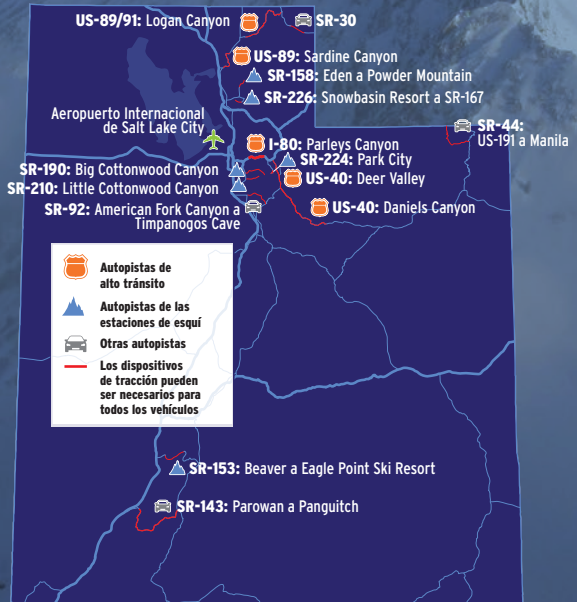 US-89/91: Logan Canyon
SR-30
US-89: Sardine Canyon
SR-158: Eden a Powder Mountain
SR-226: Snowbasin Resort a SR-167
Aeropuerto Internacional
de Salt Lake City
SR-44:
US-191 a Manila
I-80: Parleys Canyon
SR-224: Park City
SR-190: Big Cottonwood Canyon
US-40: Deer Valley
SR-210: Little Cottonwood Canyon
SR-92: American Fork Canyon a
Timpanogos Cave
US-40: Daniels Canyon
Autopistas de
alto tránsito
Autopistas de las
estaciones de esquí
Otras autopistas
Los dispositivos
de tracción pueden
ser necesarios para
todos los vehículos
SR-153: Beaver a Eagle Point Ski Resort
SR-143: Parowan a Panguitch